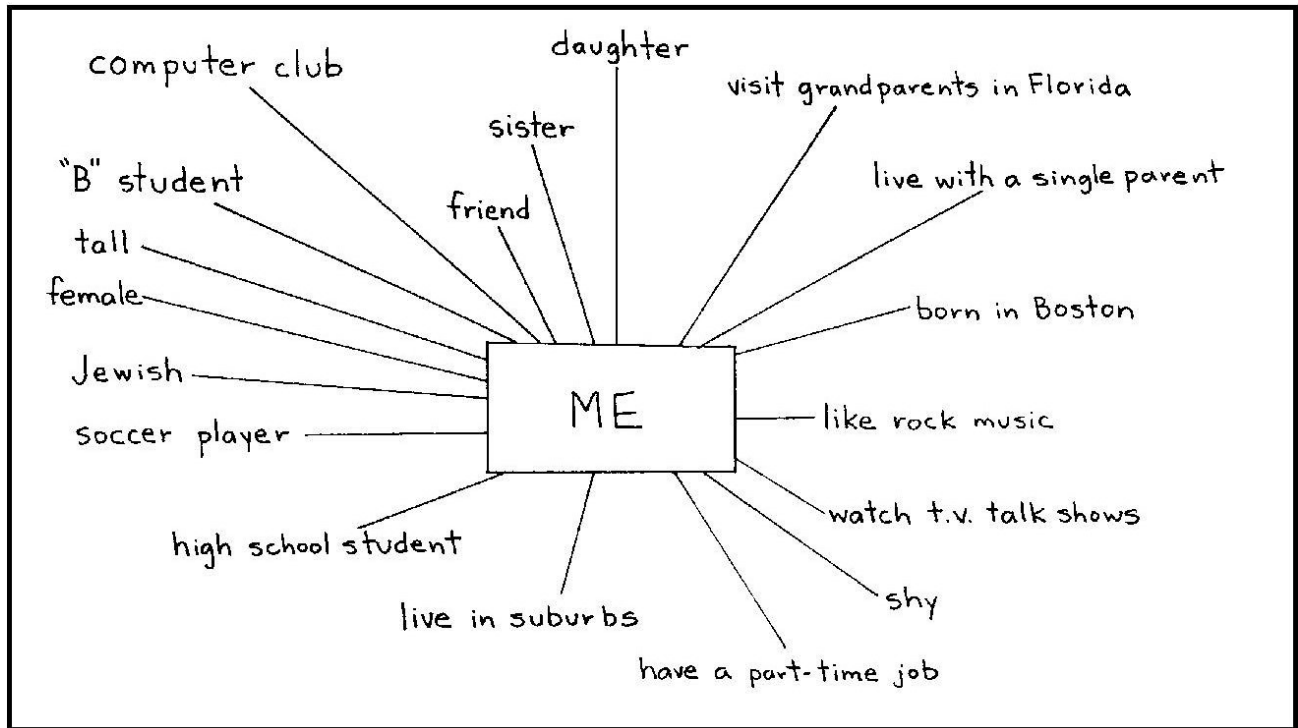 daughter
computer club
visit grandparents in Florida
sister
"B" student
live with a single parent
friend
tall
female
born in Boston
Jewish
ME
like rock music
soccer player
watch t.v. talk shows
high school student
shy
live in suburbs
have a part-time job